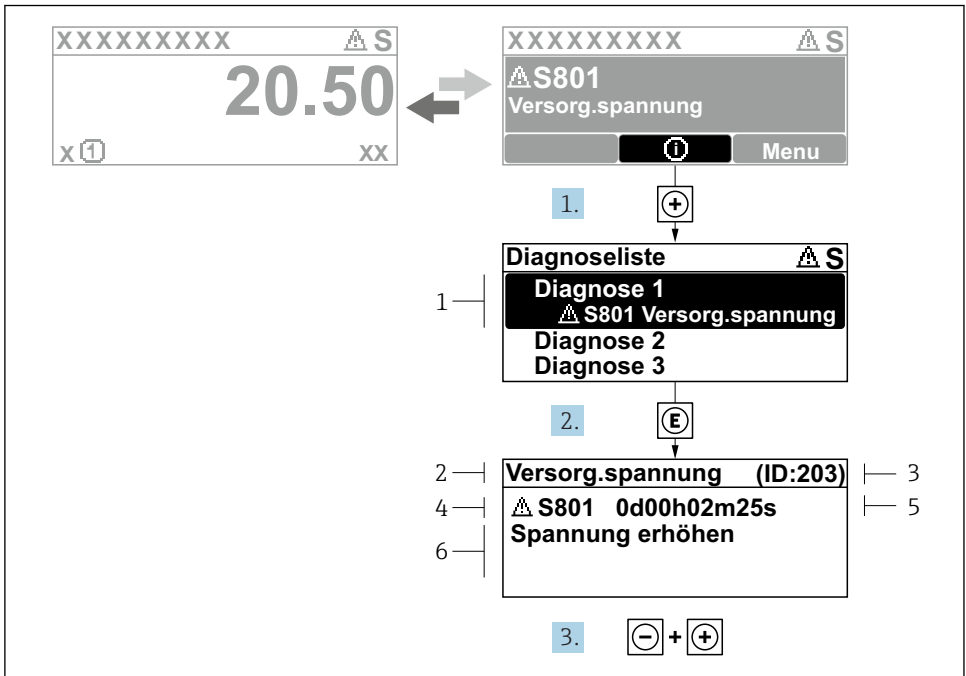 XXXXXXXXX ⚠ S
20.50
x ① xx
XXXXXXXXX ⚠ S
⚠ S801
Versorg.spannung
ⓘ Menu
1. +
Diagnoseliste ⚠ S
1
Diagnose 1
⚠ S801 Versorg.spannung
Diagnose 2
Diagnose 3
2. E
2 Versorg.spannung (ID:203) 3
4 ⚠ S801 0d00h02m25s 5
6 Spannung erhöhen
3. - + +